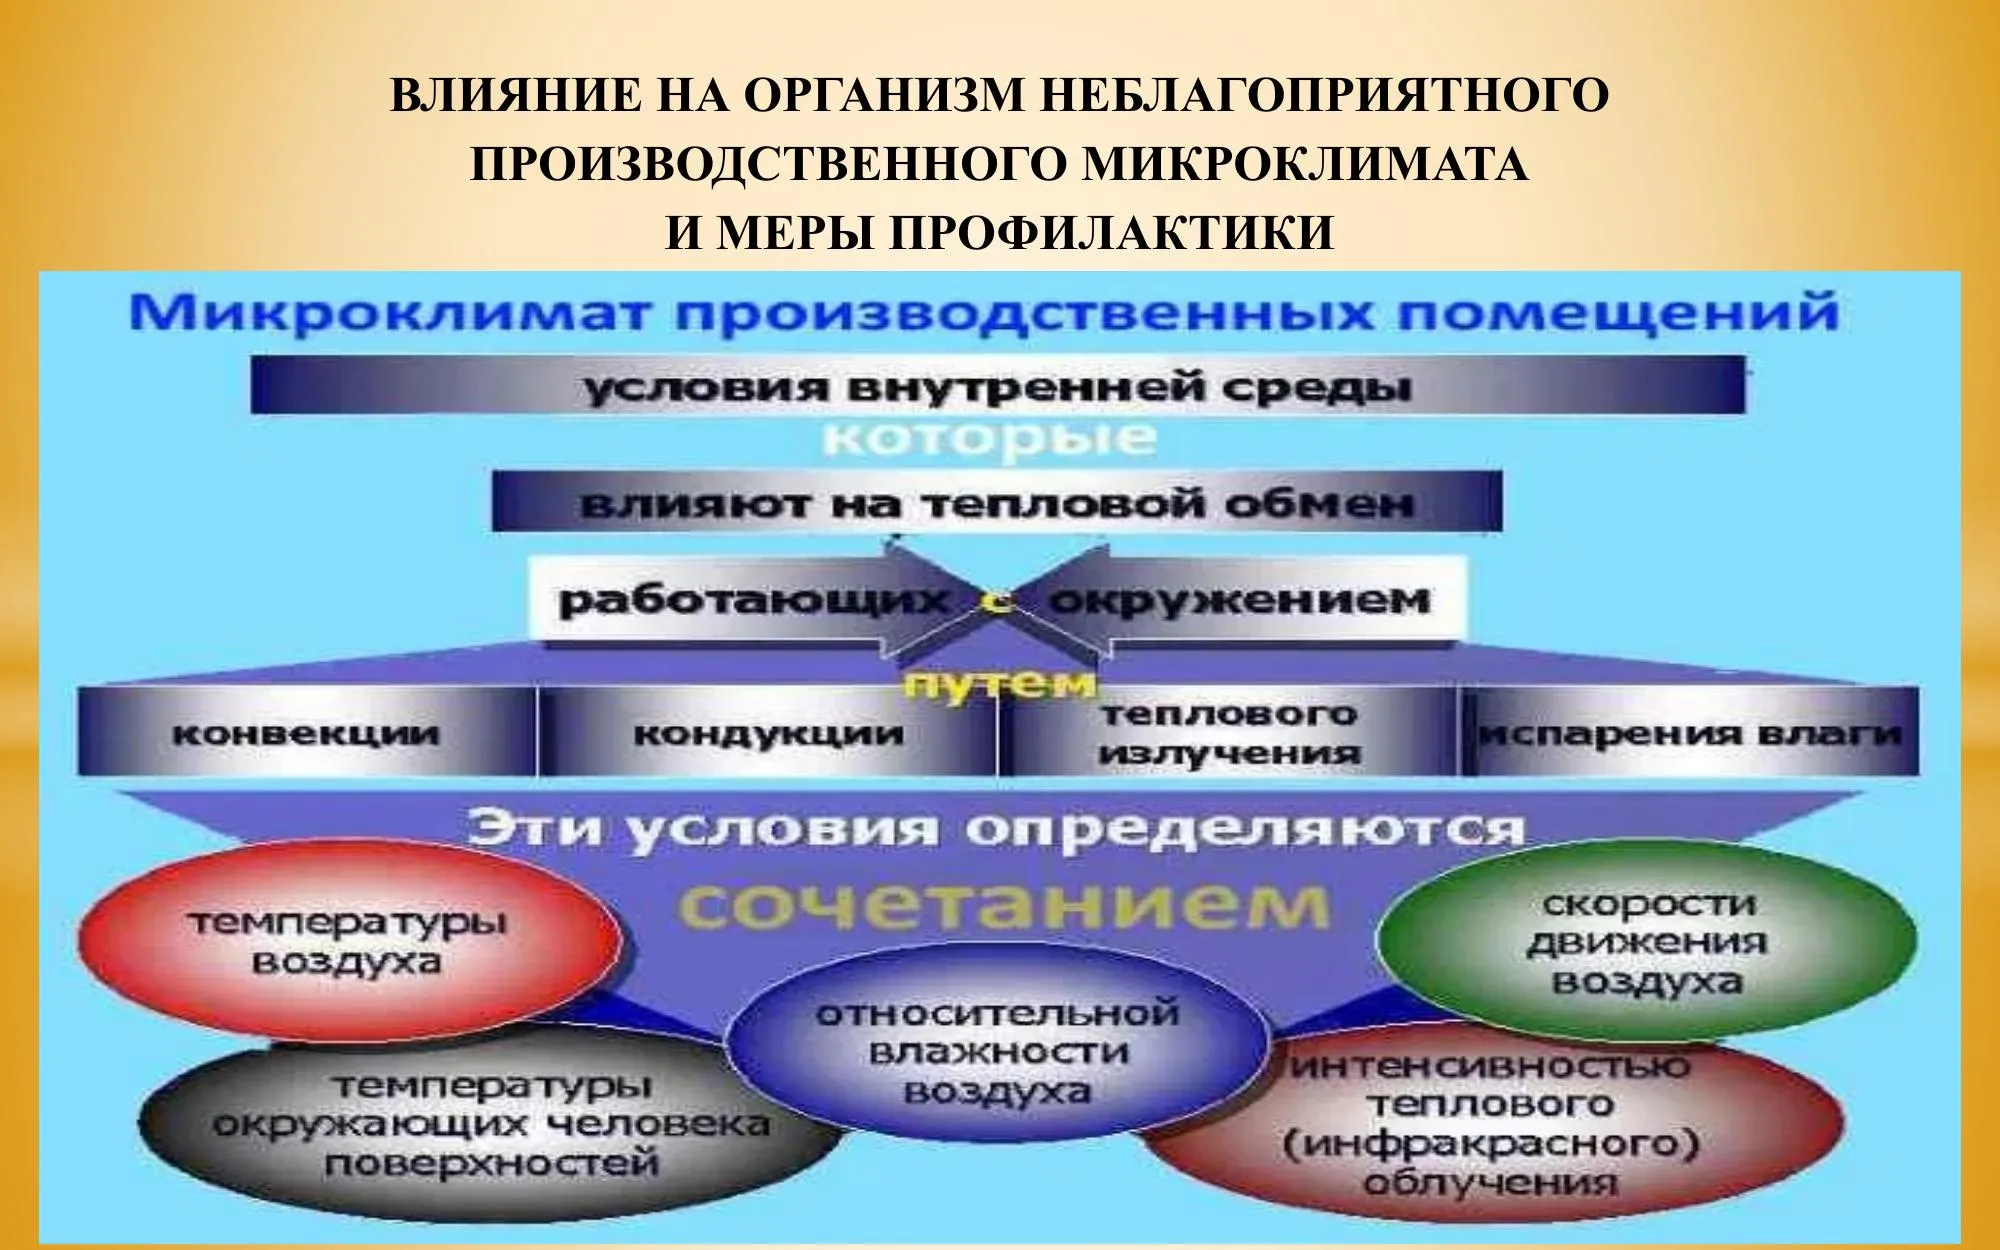 ВЛИЯНИЕ НА ОРГАНИЗМ НЕБЛАГОПРИЯТНОГО
ПРОИЗВОДСТВЕННОГО МИКРОКЛИМАТА
И МЕРЫ ПРОФИЛАКТИКИ
Микроклимат производственных помещений
условия внутренней среды
которые
влияют на тепловой обмен
работающих с окружением
путем
конвекции
кондукции
теплового
излучения
испарения влаги
Эти условия определяются
сочетанием
температуры
воздуха
скорости
движения
воздуха
относительной
влажности
воздуха
температуры
окружающих человека
поверхностей
интенсивностью
теплового
(инфракрасного)
облучения